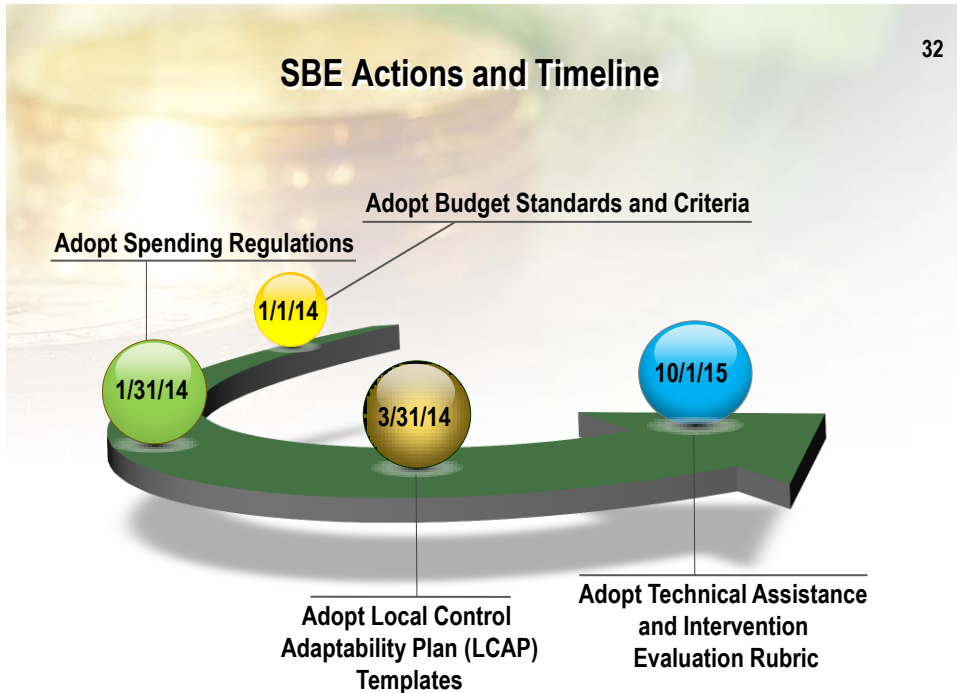 SBE Actions and Timeline
32
Adopt Budget Standards and Criteria
Adopt Spending Regulations
1/1/14
1/31/14
3/31/14
10/1/15
Adopt Local Control
Adaptability Plan (LCAP)
Templates
Adopt Technical Assistance
and Intervention
Evaluation Rubric